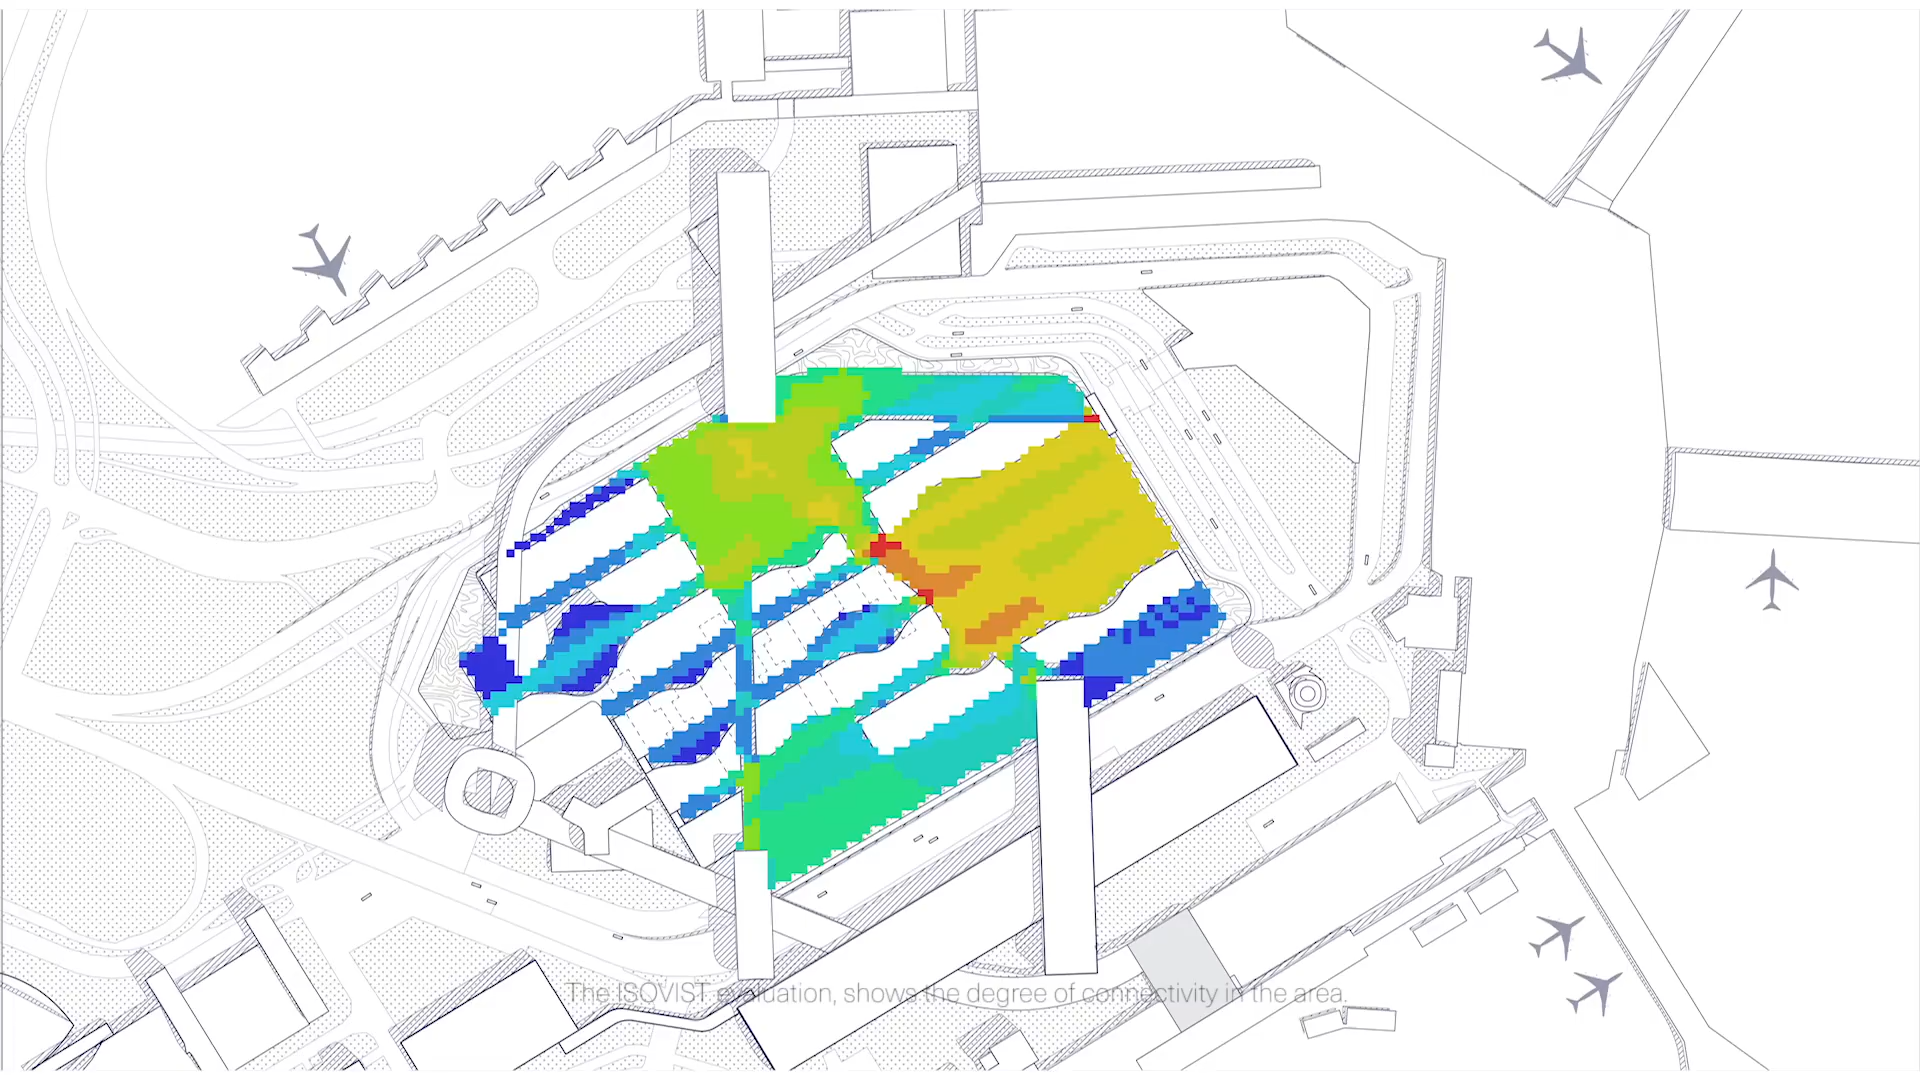 The ISOVIST evaluation, shows the degree of connectivity in the area.